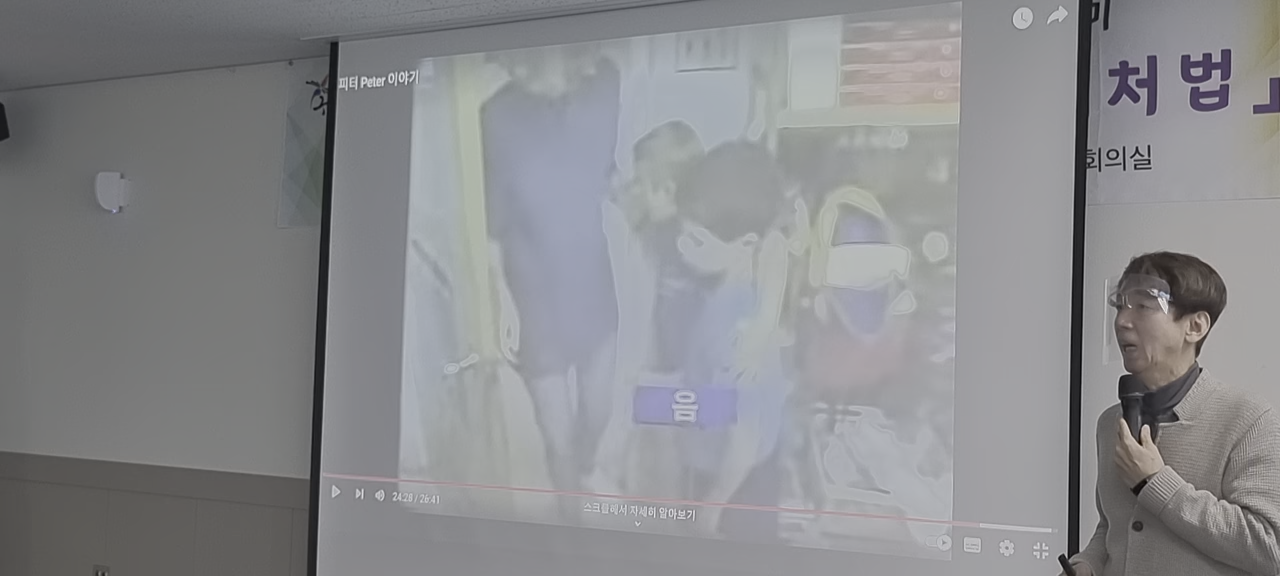 피터 Peter 이야기
처법
회의실
음
24:28 / 26:41
스크롤해서 자세히 알아보기